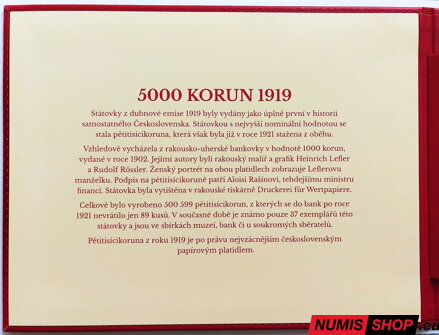 5000 KORUN 1919
Státovky z dubnové emise 1919 byly vydány jako úplně první v historii
samostatného Československa. Státovkou s nejvyšší nominální hodnotou se
stala pětitisícikoruna, která však byla již v roce 1921 stažena z oběhu.
Vzhledově vycházela z rakousko-uherské bankovky v hodnotě 1000 korun,
vydané v roce 1902. Jejími autory byli rakouský malíř a grafik Heinrich Lefler
a Rudolf Rössler. Ženský portrét na obou platidlech zobrazuje Leflerovu
manželku. Podpis na pětitisícikoruně patří Aloisi Rašínovi, tehdejšímu ministru
financí. Státovka byla vytištěna v rakouské tiskárně Druckerei für Wertpapiere.
Celkově bylo vyrobeno 500 599 pětitisícikorun, z kterých se do bank po roce
1921 nevrátilo jen 89 kusů. V současné době je známo pouze 37 exemplářů této
státovky a jsou ve sbírkách muzeí, bank či u soukromých sběratelů.
Pětitisícikoruna z roku 1919 je po právu nejvzácnějším československým
papírovým platidlem.
NUMIS SHOP